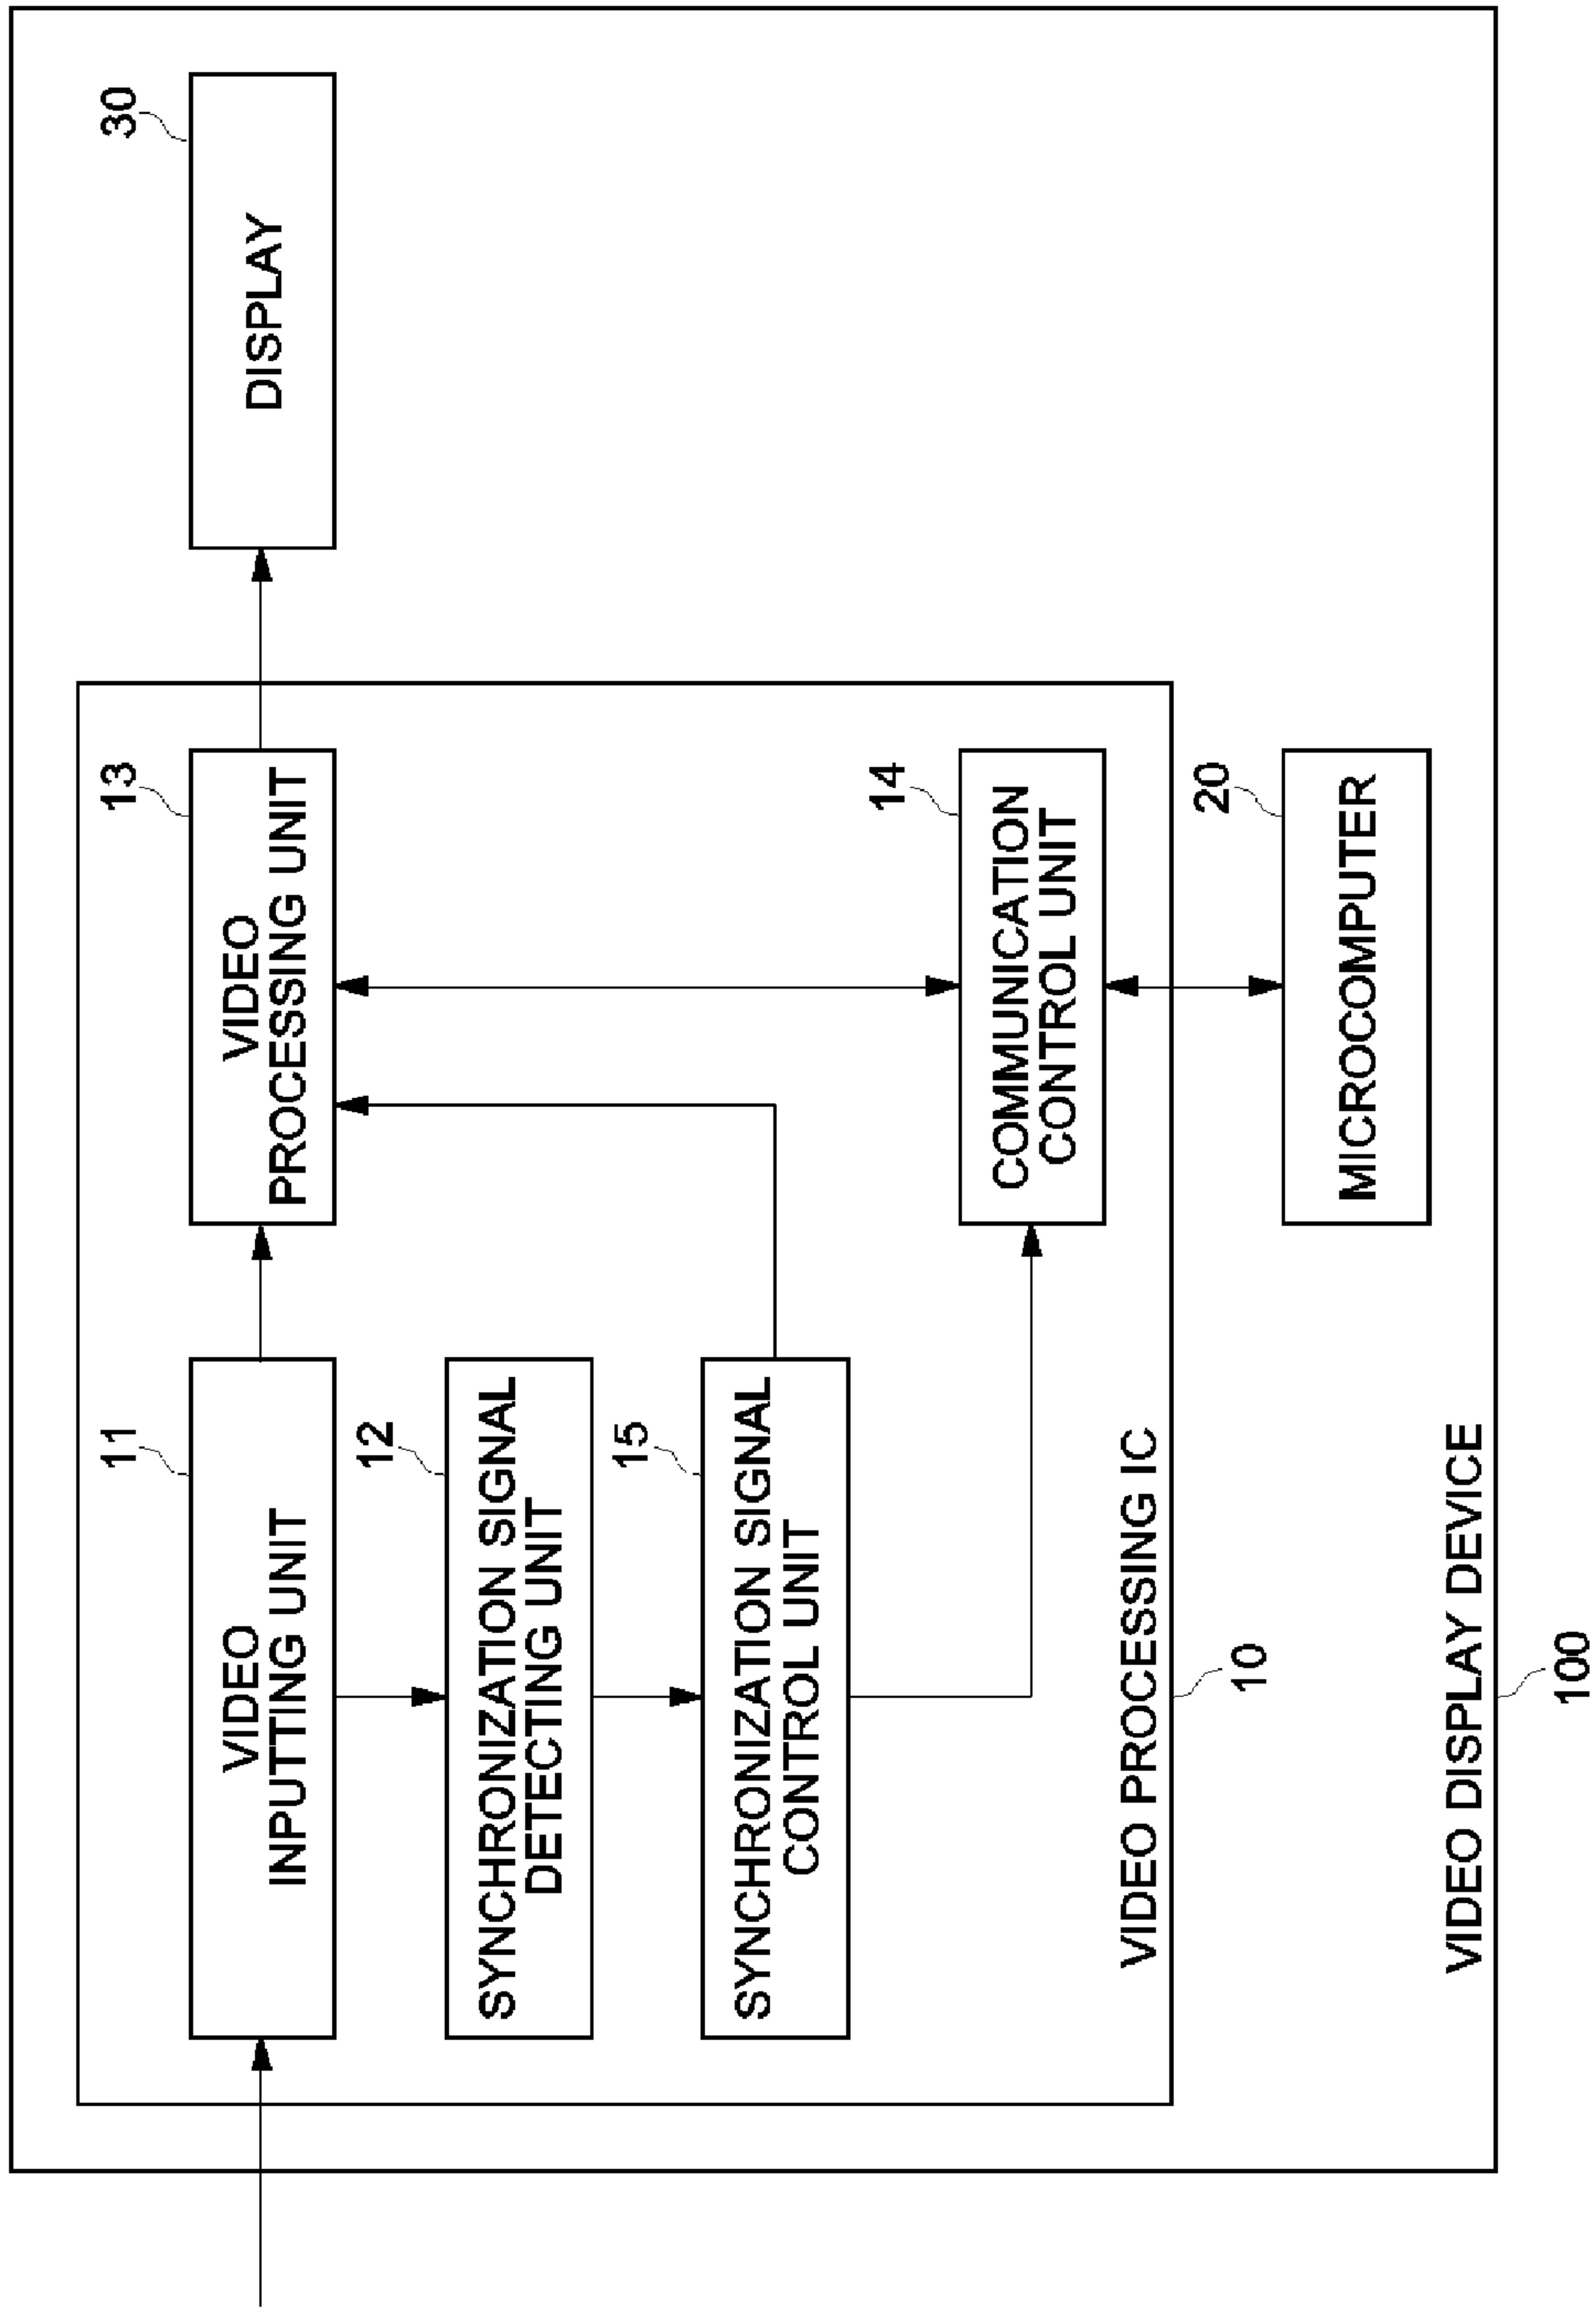 11
VIDEO
INPUTTING UNIT
13
VIDEO
PROCESSING UNIT
30
DISPLAY
12
SYNCHRONIZATION SIGNAL
DETECTING UNIT
15
SYNCHRONIZATION SIGNAL
CONTROL UNIT
14
COMMUNICATION
CONTROL UNIT
VIDEO PROCESSING IC
10
20
MICROCOMPUTER
VIDEO DISPLAY DEVICE
100